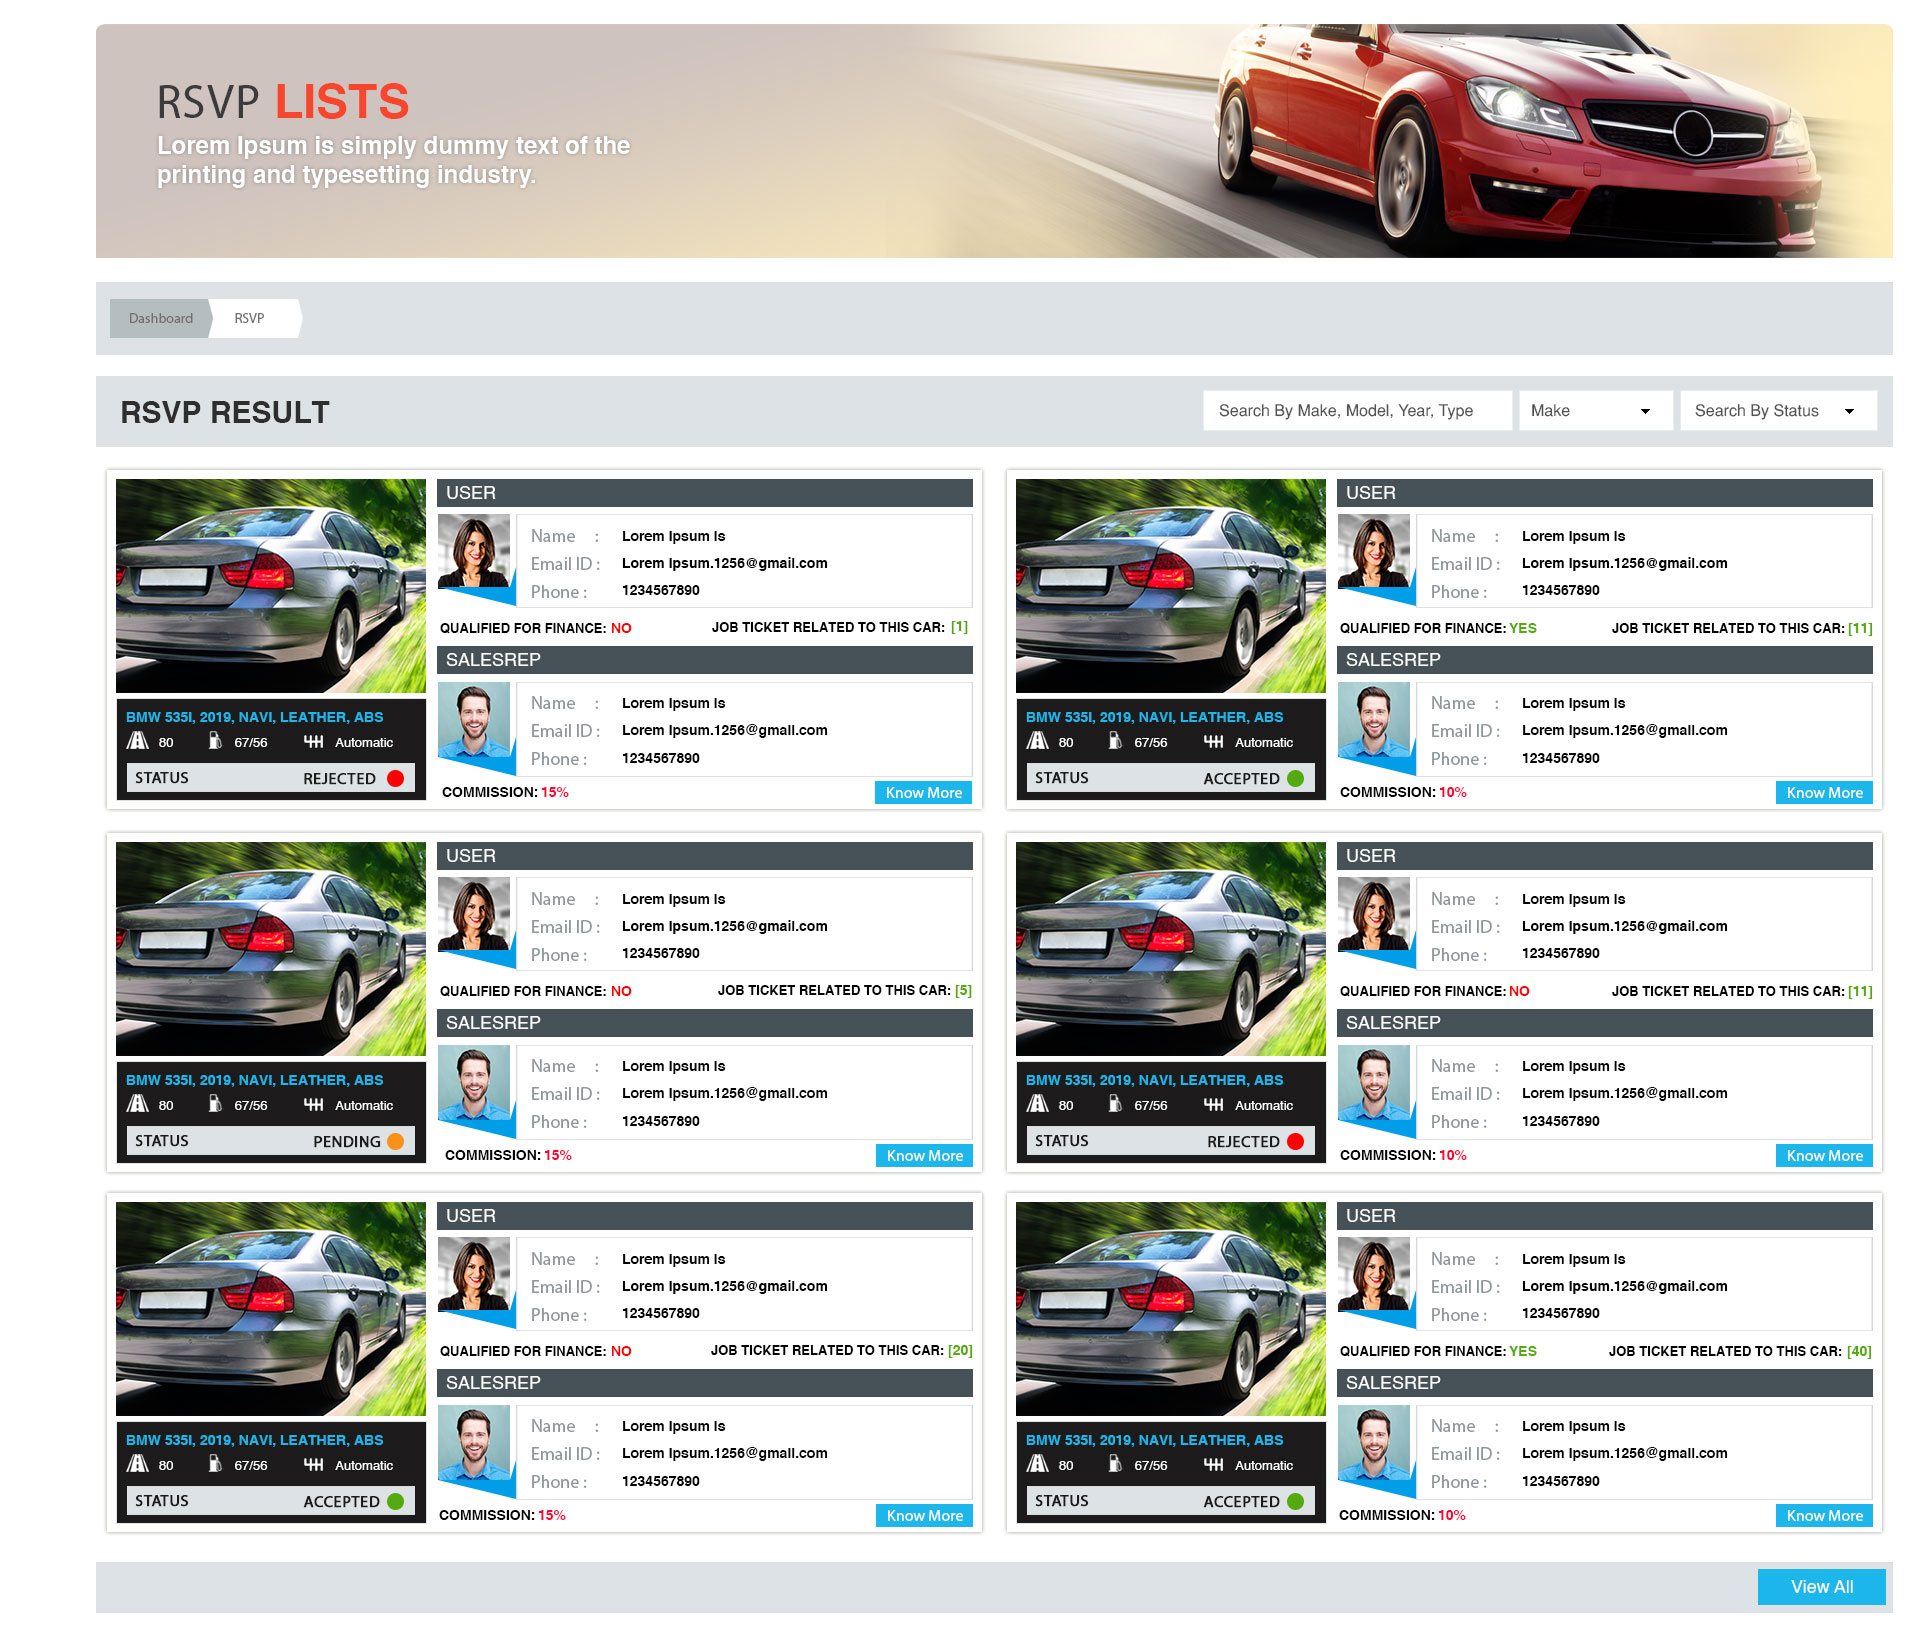 RSVP LISTS
Lorem Ipsum is simply dummy text of the
printing and typesetting industry.
Dashboard RSVP
RSVP RESULT
Search By Make, Model, Year, Type Make Search By Status
USER
Name : Lorem Ipsum is
Email ID : Lorem Ipsum.1256@gmail.com
Phone : 1234567890
QUALIFIED FOR FINANCE: NO JOB TICKET RELATED TO THIS CAR: [1]
SALESREP
Name : Lorem Ipsum is
Email ID : Lorem Ipsum.1256@gmail.com
Phone : 1234567890
BMW 535I, 2019, NAVI, LEATHER, ABS
80 67/56 Automatic
STATUS REJECTED
COMMISSION: 15% Know More
USER
Name : Lorem Ipsum is
Email ID : Lorem Ipsum.1256@gmail.com
Phone : 1234567890
QUALIFIED FOR FINANCE: YES JOB TICKET RELATED TO THIS CAR: [11]
SALESREP
Name : Lorem Ipsum is
Email ID : Lorem Ipsum.1256@gmail.com
Phone : 1234567890
BMW 535I, 2019, NAVI, LEATHER, ABS
80 67/56 Automatic
STATUS ACCEPTED
COMMISSION: 10% Know More
USER
Name : Lorem Ipsum is
Email ID : Lorem Ipsum.1256@gmail.com
Phone : 1234567890
QUALIFIED FOR FINANCE: NO JOB TICKET RELATED TO THIS CAR: [5]
SALESREP
Name : Lorem Ipsum is
Email ID : Lorem Ipsum.1256@gmail.com
Phone : 1234567890
BMW 535I, 2019, NAVI, LEATHER, ABS
80 67/56 Automatic
STATUS PENDING
COMMISSION: 15% Know More
USER
Name : Lorem Ipsum is
Email ID : Lorem Ipsum.1256@gmail.com
Phone : 1234567890
QUALIFIED FOR FINANCE: NO JOB TICKET RELATED TO THIS CAR: [11]
SALESREP
Name : Lorem Ipsum is
Email ID : Lorem Ipsum.1256@gmail.com
Phone : 1234567890
BMW 535I, 2019, NAVI, LEATHER, ABS
80 67/56 Automatic
STATUS REJECTED
COMMISSION: 10% Know More
USER
Name : Lorem Ipsum is
Email ID : Lorem Ipsum.1256@gmail.com
Phone : 1234567890
QUALIFIED FOR FINANCE: NO JOB TICKET RELATED TO THIS CAR: [20]
SALESREP
Name : Lorem Ipsum is
Email ID : Lorem Ipsum.1256@gmail.com
Phone : 1234567890
BMW 535I, 2019, NAVI, LEATHER, ABS
80 67/56 Automatic
STATUS ACCEPTED
COMMISSION: 15% Know More
USER
Name : Lorem Ipsum is
Email ID : Lorem Ipsum.1256@gmail.com
Phone : 1234567890
QUALIFIED FOR FINANCE: YES JOB TICKET RELATED TO THIS CAR: [40]
SALESREP
Name : Lorem Ipsum is
Email ID : Lorem Ipsum.1256@gmail.com
Phone : 1234567890
BMW 535I, 2019, NAVI, LEATHER, ABS
80 67/56 Automatic
STATUS ACCEPTED
COMMISSION: 10% Know More
View All